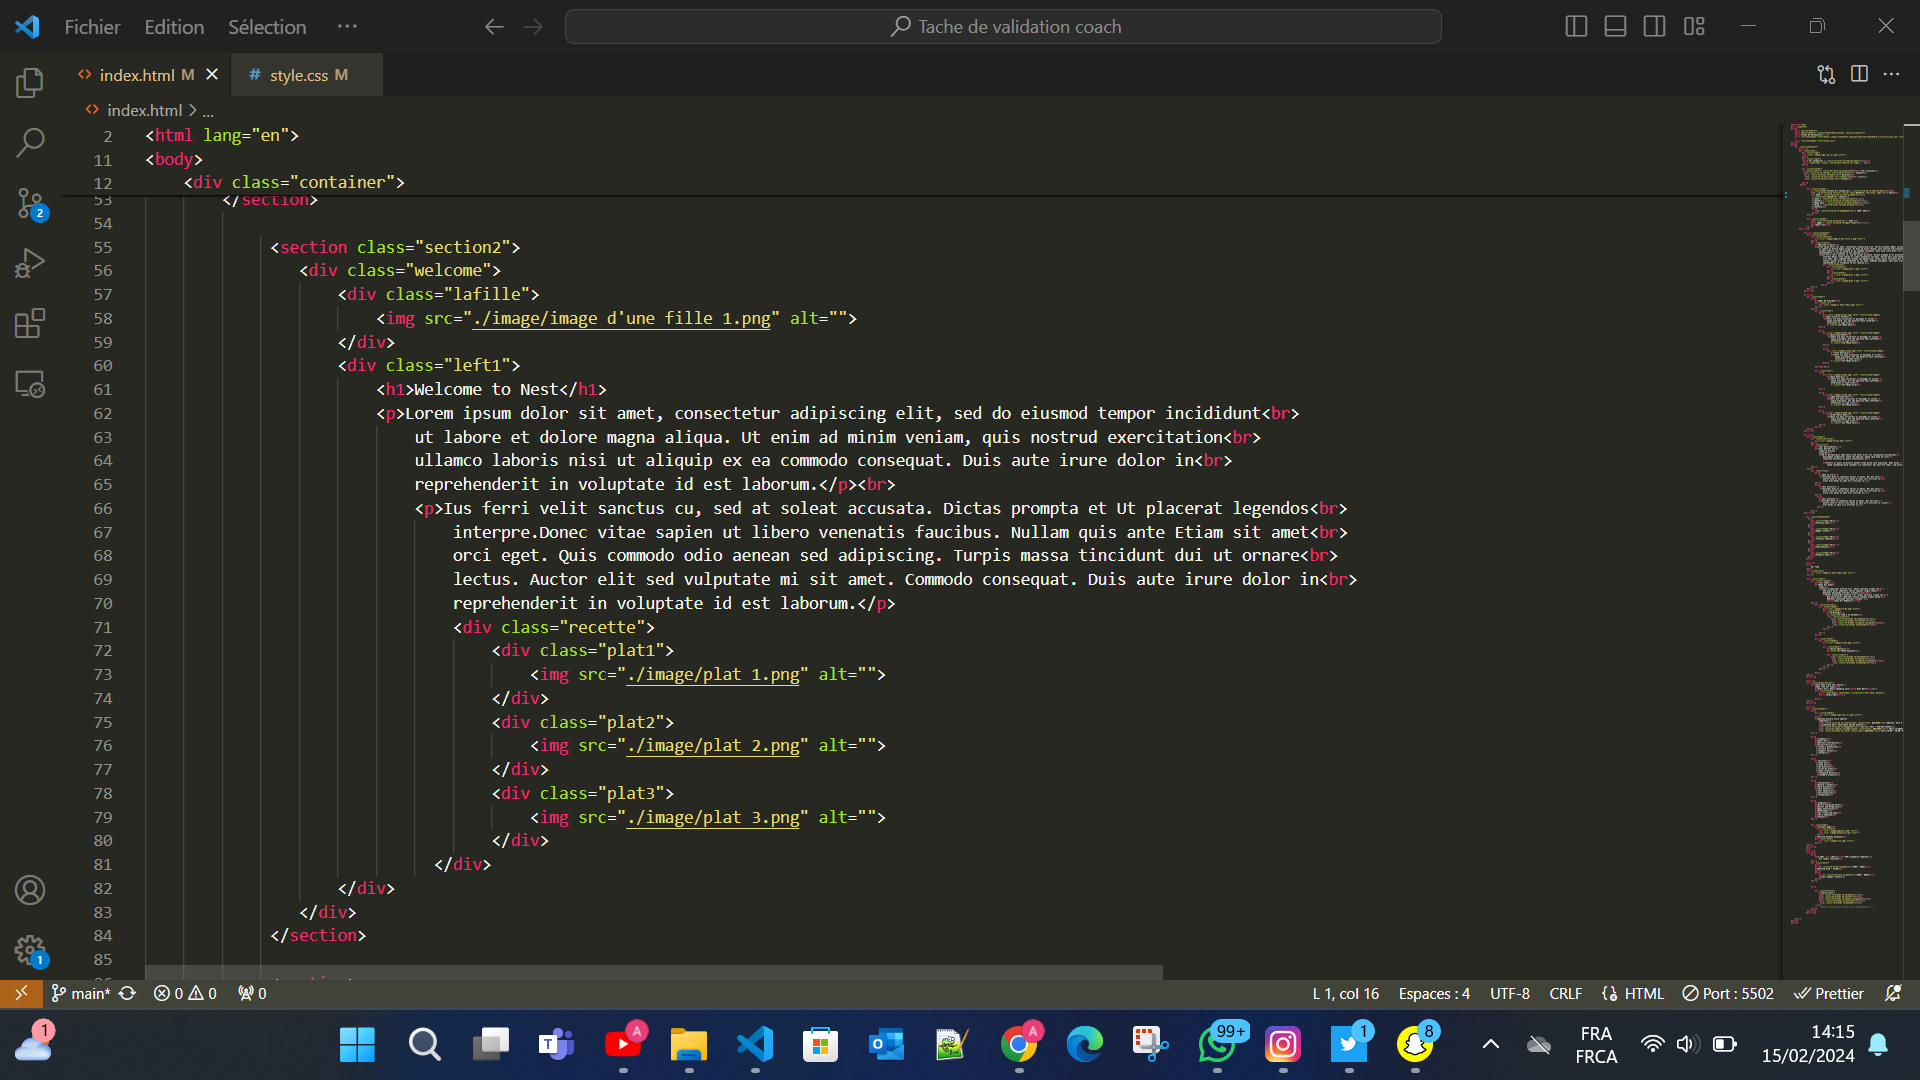 Fichier Edition Sélection ···
Tache de validation coach
index.html M
# style.css M
index.html > ...
2 <html lang="en">
11 <body>
12 <div class="container">
53 </section>
54
55 <section class="section2">
56 <div class="welcome">
57 <div class="lafille">
58 <img src="./image/image d'une fille 1.png" alt="">
59 </div>
60 <div class="left1">
61 <h1>Welcome to Nest</h1>
62 <p>Lorem ipsum dolor sit amet, consectetur adipiscing elit, sed do eiusmod tempor incididunt<br>
63 ut labore et dolore magna aliqua. Ut enim ad minim veniam, quis nostrud exercitation<br>
64 ullamco laboris nisi ut aliquip ex ea commodo consequat. Duis aute irure dolor in<br>
65 reprehenderit in voluptate id est laborum.</p><br>
66 <p>Ius ferri velit sanctus cu, sed at soleat accusata. Dictas prompta et Ut placerat legendos<br>
67 interpre.Donec vitae sapien ut libero venenatis faucibus. Nullam quis ante Etiam sit amet<br>
68 orci eget. Quis commodo odio aenean sed adipiscing. Turpis massa tincidunt dui ut ornare<br>
69 lectus. Auctor elit sed vulputate mi sit amet. Commodo consequat. Duis aute irure dolor in<br>
70 reprehenderit in voluptate id est laborum.</p>
71 <div class="recette">
72 <div class="plat1">
73 <img src="./image/plat 1.png" alt="">
74 </div>
75 <div class="plat2">
76 <img src="./image/plat 2.png" alt="">
77 </div>
78 <div class="plat3">
79 <img src="./image/plat 3.png" alt="">
80 </div>
81 </div>
82 </div>
83 </div>
84 </section>
85
2
1
main* 0 0 0
L 1, col 16 Espaces : 4 UTF-8 CRLF HTML Port : 5502 Prettier
1
A
A
99+
1
8
FRA
FRCA
14:15
15/02/2024